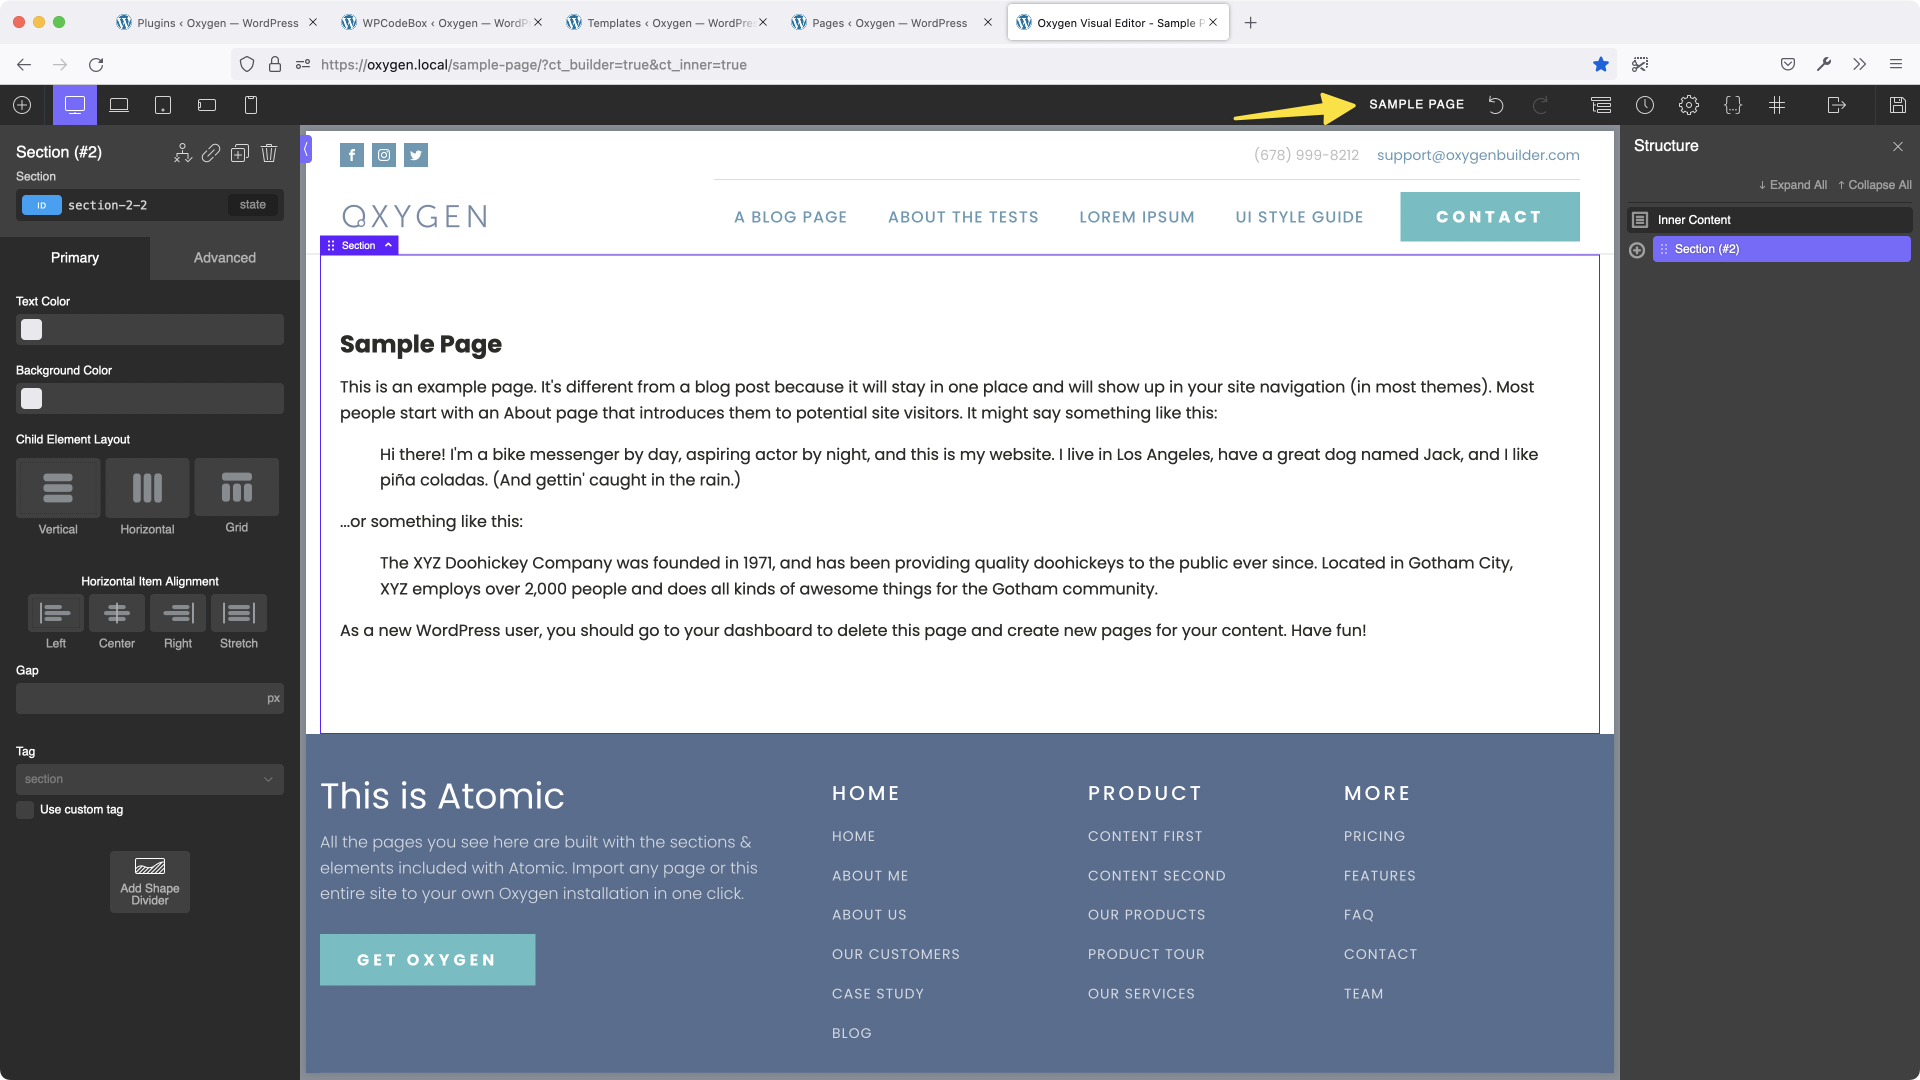 Plugins ‹ Oxygen — WordPress
WPCodeBox ‹ Oxygen — WordP
Templates ‹ Oxygen — WordPre
Pages ‹ Oxygen — WordPress
Oxygen Visual Editor - Sample P
https://oxygen.local/sample-page/?ct_builder=true&ct_inner=true
SAMPLE PAGE
Section (#2)
Section
ID section-2-2 state
Primary
Advanced
Text Color
Background Color
Child Element Layout
Vertical
Horizontal
Grid
Horizontal Item Alignment
Left
Center
Right
Stretch
Gap
px
Tag
section
Use custom tag
Add Shape
Divider
(678) 999-8212
support@oxygenbuilder.com
OXYGEN
A BLOG PAGE
ABOUT THE TESTS
LOREM IPSUM
UI STYLE GUIDE
CONTACT
Section
Sample Page
This is an example page. It's different from a blog post because it will stay in one place and will show up in your site navigation (in most themes). Most
people start with an About page that introduces them to potential site visitors. It might say something like this:
Hi there! I'm a bike messenger by day, aspiring actor by night, and this is my website. I live in Los Angeles, have a great dog named Jack, and I like
piña coladas. (And gettin' caught in the rain.)
...or something like this:
The XYZ Doohickey Company was founded in 1971, and has been providing quality doohickeys to the public ever since. Located in Gotham City,
XYZ employs over 2,000 people and does all kinds of awesome things for the Gotham community.
As a new WordPress user, you should go to your dashboard to delete this page and create new pages for your content. Have fun!
This is Atomic
All the pages you see here are built with the sections &
elements included with Atomic. Import any page or this
entire site to your own Oxygen installation in one click.
GET OXYGEN
HOME
HOME
ABOUT ME
ABOUT US
OUR CUSTOMERS
CASE STUDY
BLOG
PRODUCT
CONTENT FIRST
CONTENT SECOND
OUR PRODUCTS
PRODUCT TOUR
OUR SERVICES
MORE
PRICING
FEATURES
FAQ
CONTACT
TEAM
Structure
↓ Expand All
↑ Collapse All
Inner Content
Section (#2)